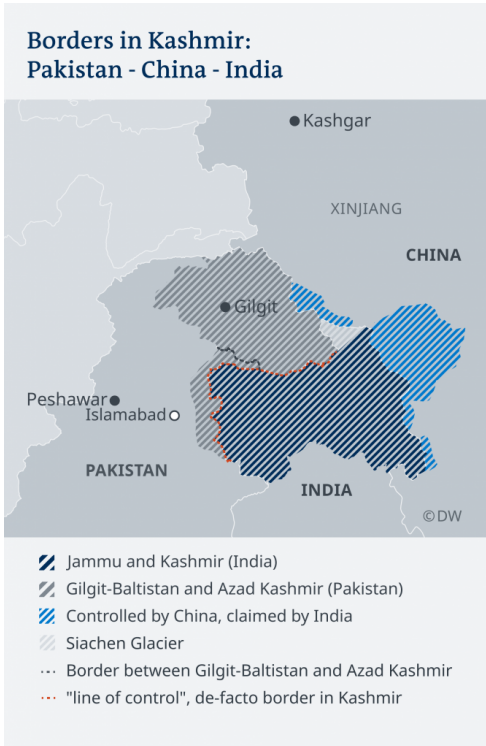 Borders in Kashmir:
Pakistan - China - India
Kashgar
XINJIANG
CHINA
Gilgit
Peshawar
Islamabad
PAKISTAN
INDIA
©DW
Jammu and Kashmir (India)
Gilgit-Baltistan and Azad Kashmir (Pakistan)
Controlled by China, claimed by India
Siachen Glacier
Border between Gilgit-Baltistan and Azad Kashmir
"line of control", de-facto border in Kashmir